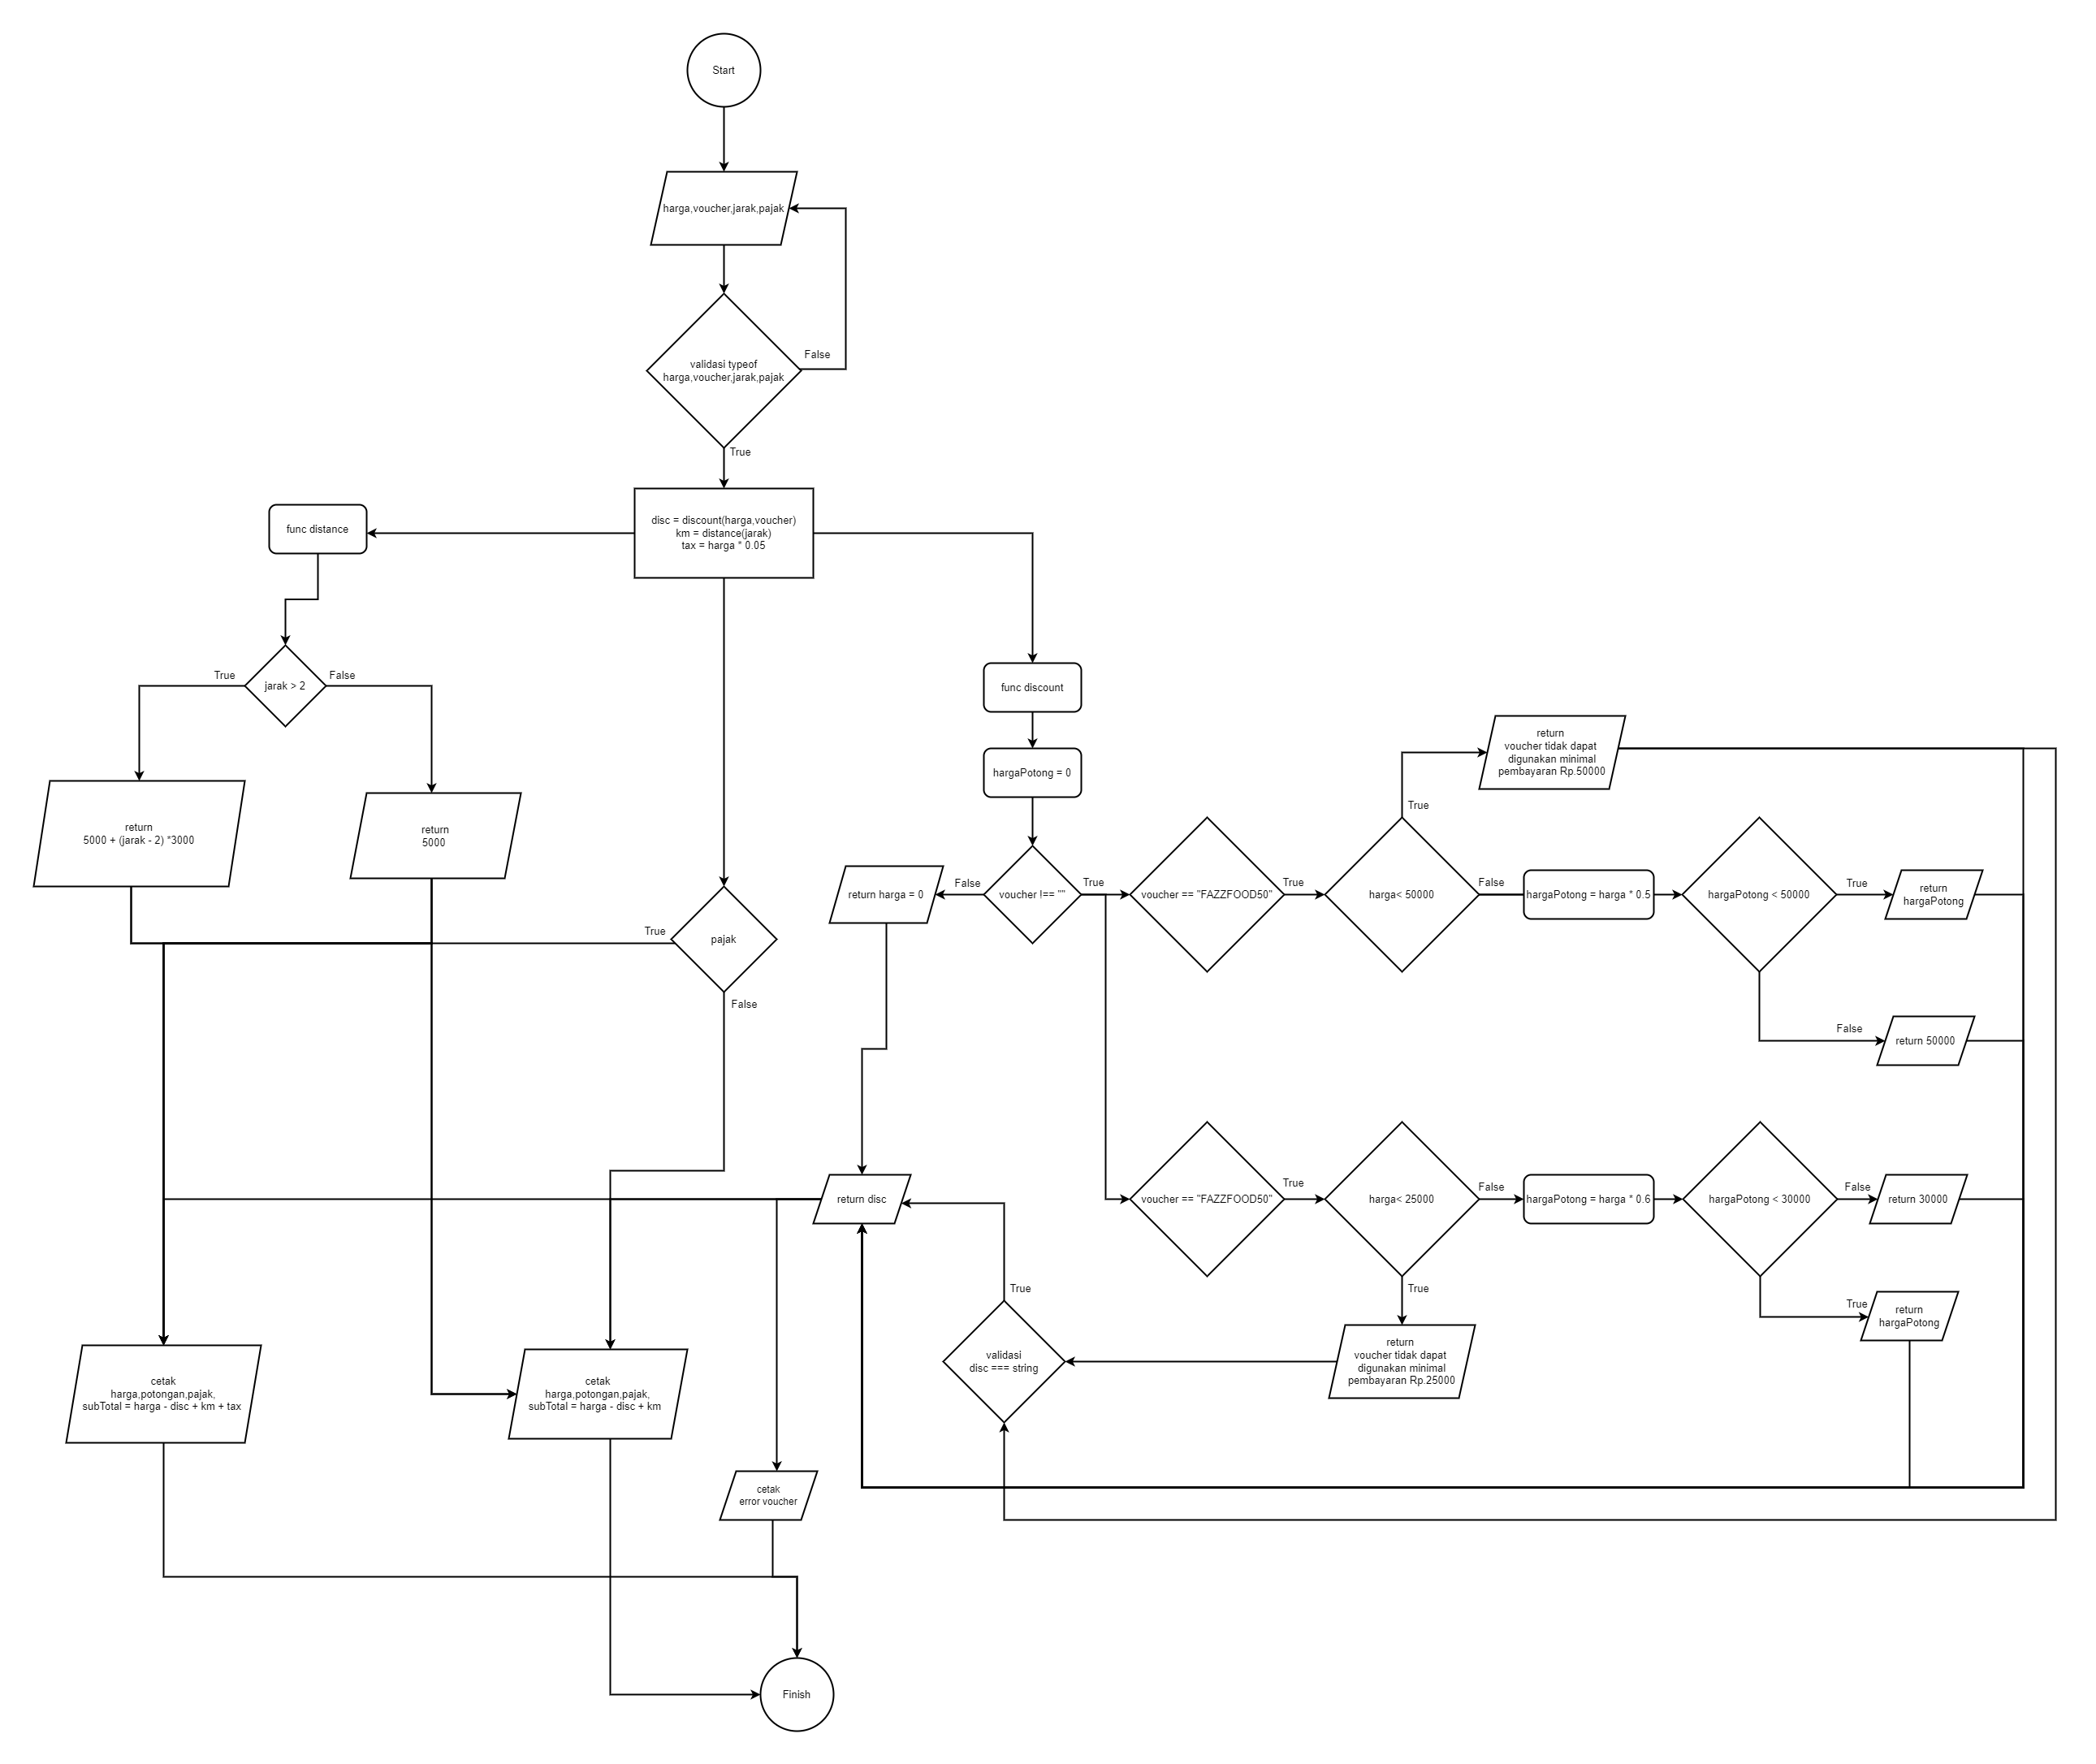 Start
harga,voucher,jarak,pajak
validasi typeof
harga,voucher,jarak,pajak
False
True
disc = discount(harga,voucher)
km = distance(jarak)
tax = harga * 0.05
func distance
jarak > 2
True
False
return
5000 + (jarak - 2) *3000
return
5000
pajak
True
False
func discount
hargaPotong = 0
voucher !== ""
False
True
return harga = 0
voucher == "FAZZFOOD50"
True
harga< 50000
True
return
voucher tidak dapat
digunakan minimal
pembayaran Rp.50000
False
hargaPotong = harga * 0.5
hargaPotong < 50000
True
return
hargaPotong
False
return 50000
voucher == "FAZZFOOD50"
True
harga< 25000
False
hargaPotong = harga * 0.6
hargaPotong < 30000
False
return 30000
True
return
hargaPotong
True
return
voucher tidak dapat
digunakan minimal
pembayaran Rp.25000
validasi
disc === string
True
return disc
cetak
harga,potongan,pajak,
subTotal = harga - disc + km + tax
cetak
harga,potongan,pajak,
subTotal = harga - disc + km
cetak
error voucher
Finish